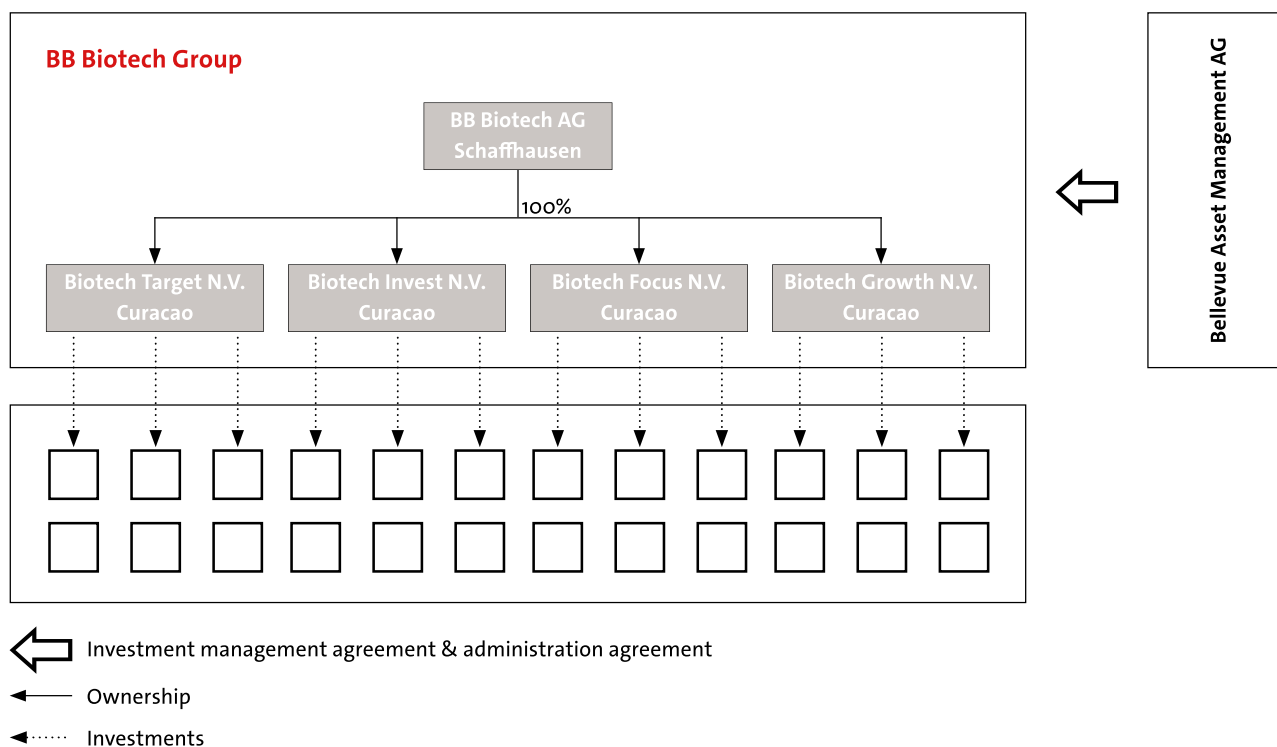 BB Biotech Group
BB Biotech AG
Schaffhausen
100%
Biotech Target N.V.
Curacao
Biotech Invest N.V.
Curacao
Biotech Focus N.V.
Curacao
Biotech Growth N.V.
Curacao
Bellevue Asset Management AG
Investment management agreement & administration agreement
Ownership
Investments